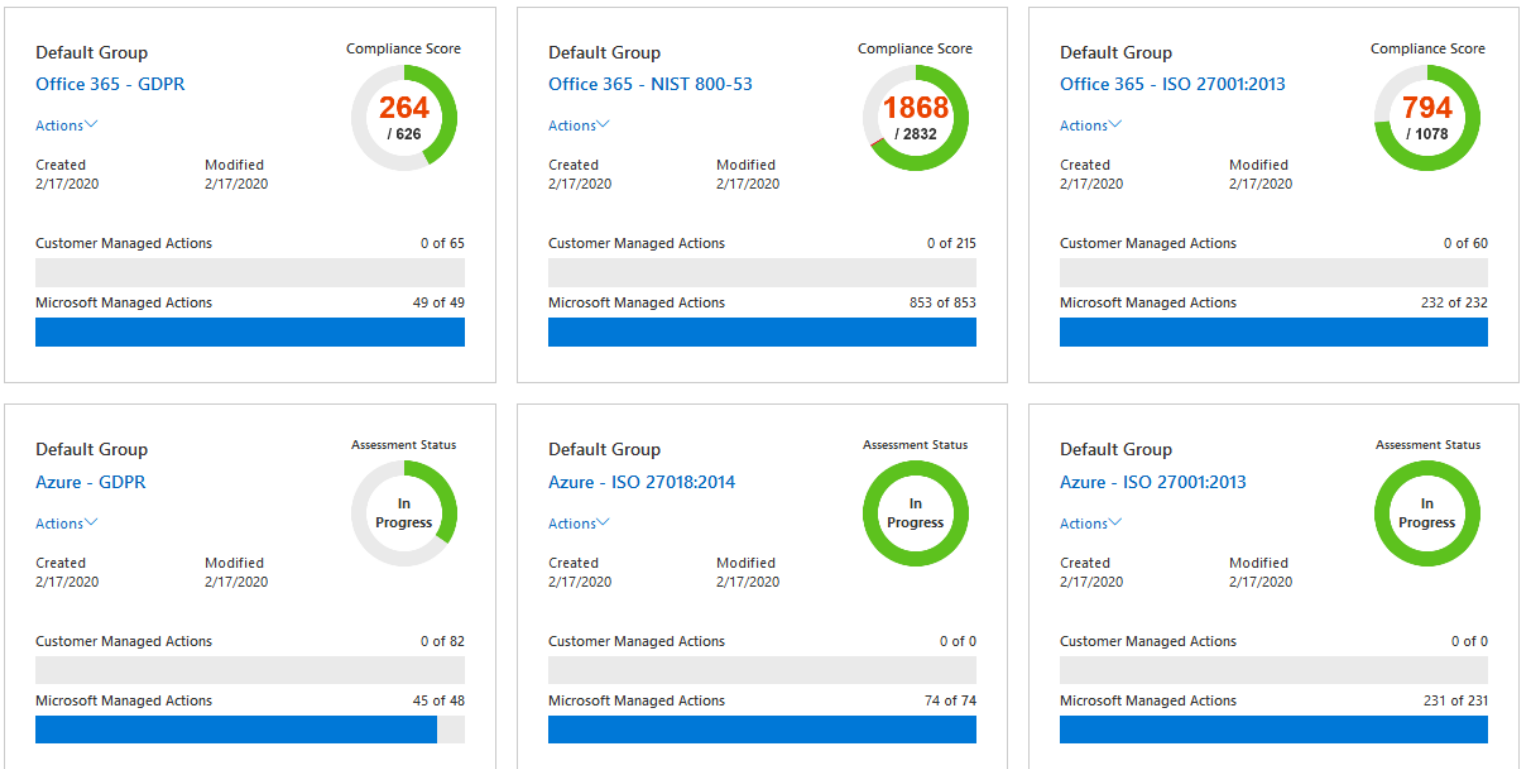 Default Group
Compliance Score
Office 365 - GDPR
264
/ 626
Actions
Created Modified
2/17/2020 2/17/2020
Customer Managed Actions 0 of 65
Microsoft Managed Actions 49 of 49
Default Group
Compliance Score
Office 365 - NIST 800-53
1868
/ 2832
Actions
Created Modified
2/17/2020 2/17/2020
Customer Managed Actions 0 of 215
Microsoft Managed Actions 853 of 853
Default Group
Compliance Score
Office 365 - ISO 27001:2013
794
/ 1078
Actions
Created Modified
2/17/2020 2/17/2020
Customer Managed Actions 0 of 60
Microsoft Managed Actions 232 of 232
Default Group
Assessment Status
Azure - GDPR
In
Progress
Actions
Created Modified
2/17/2020 2/17/2020
Customer Managed Actions 0 of 82
Microsoft Managed Actions 45 of 48
Default Group
Assessment Status
Azure - ISO 27018:2014
In
Progress
Actions
Created Modified
2/17/2020 2/17/2020
Customer Managed Actions 0 of 0
Microsoft Managed Actions 74 of 74
Default Group
Assessment Status
Azure - ISO 27001:2013
In
Progress
Actions
Created Modified
2/17/2020 2/17/2020
Customer Managed Actions 0 of 0
Microsoft Managed Actions 231 of 231